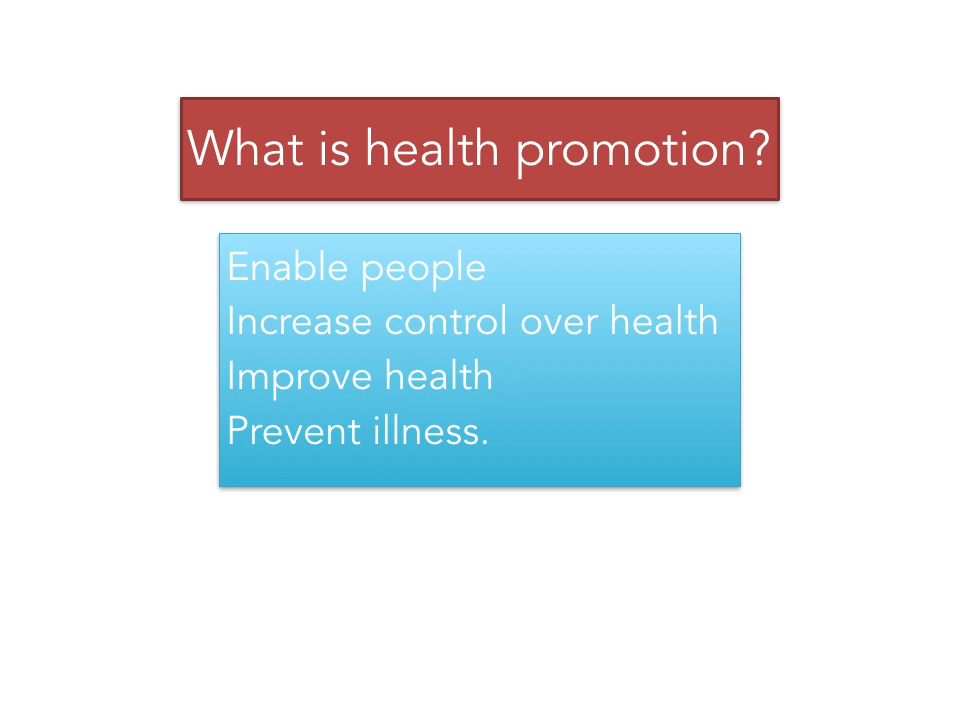 What is health promotion?
Enable people
Increase control over health
Improve health
Prevent illness.